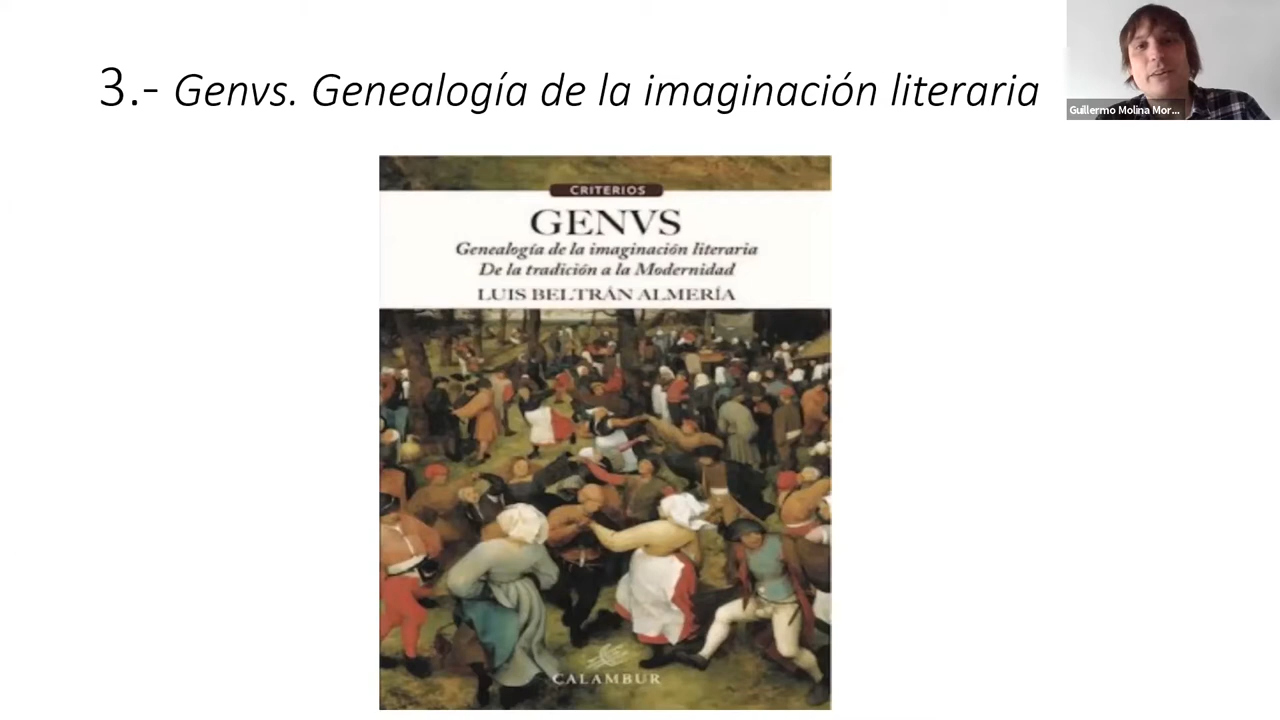 3.- Genvs. Genealogía de la imaginación literaria
Guillermo Molina Mor...
CRITERIOS
GENVS
Genealogía de la imaginación literaria
De la tradición a la Modernidad
LUIS BELTRÁN ALMERÍA
CALAMBUR